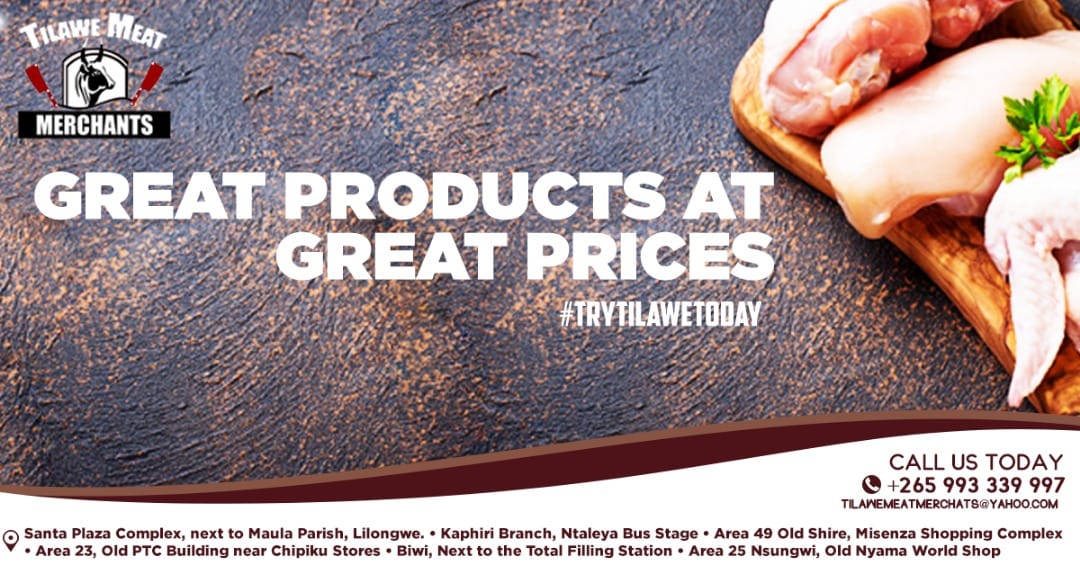 TILAWE MEAT
MERCHANTS
GREAT PRODUCTS AT
GREAT PRICES
#TRYTILAWETODAY
CALL US TODAY
+265 993 339 997
TILAWEMEATMERCHATS@YAHOO.COM
Santa Plaza Complex, next to Maula Parish, Lilongwe. • Kaphiri Branch, Ntaleya Bus Stage • Area 49 Old Shire, Misenza Shopping Complex
• Area 23, Old PTC Building near Chipiku Stores • Biwi, Next to the Total Filling Station • Area 25 Nsungwi, Old Nyama World Shop